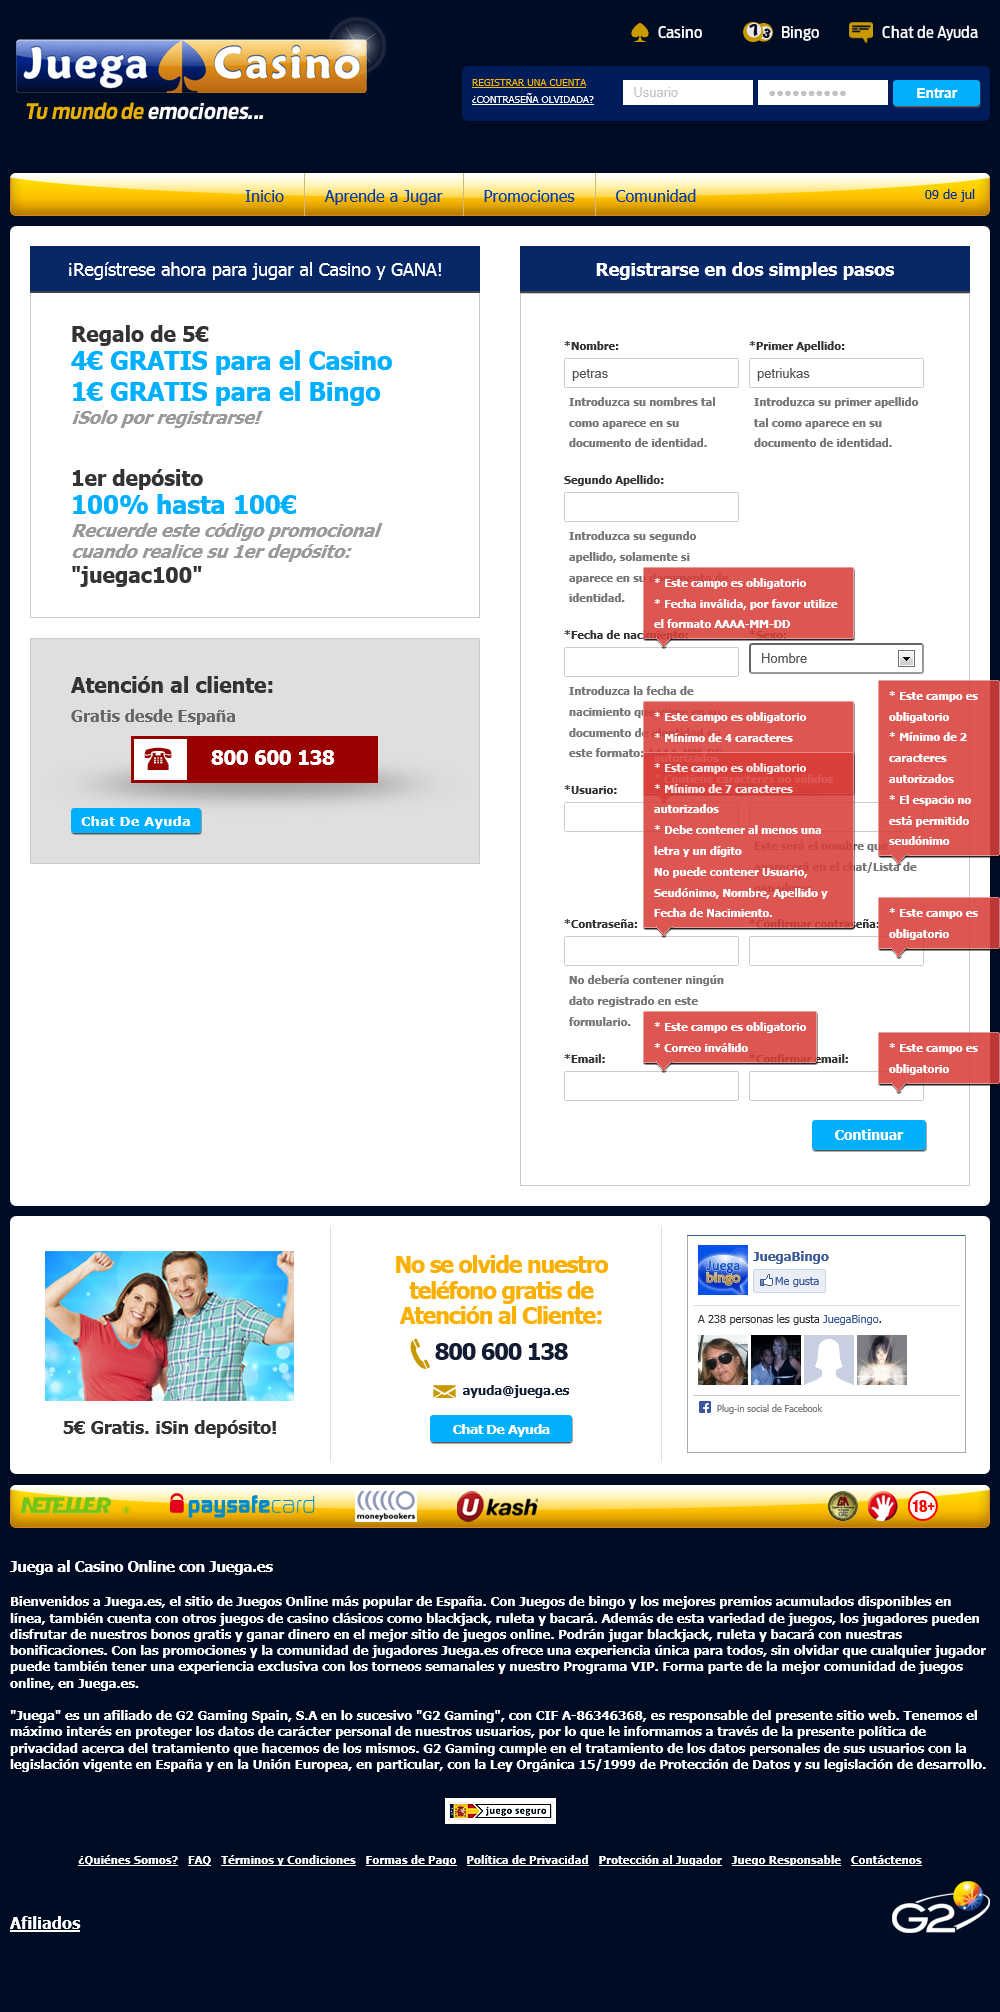 Casino
Bingo
Chat de Ayuda
Juega Casino
Tu mundo de emociones...
REGISTRAR UNA CUENTA
¿CONTRASEÑA OLVIDADA?
Usuario
Entrar
Inicio
Aprende a Jugar
Promociones
Comunidad
09 de jul
¡Regístrese ahora para jugar al Casino y GANA!
Regalo de 5€
4€ GRATIS para el Casino
1€ GRATIS para el Bingo
¡Solo por registrarse!
1er depósito
100% hasta 100€
Recuerde este código promocional
cuando realice su 1er depósito:
"juegac100"
Atención al cliente:
Gratis desde España
800 600 138
Chat De Ayuda
Registrarse en dos simples pasos
*Nombre:
*Primer Apellido:
petras
petriukas
Introduzca su nombres tal
como aparece en su
documento de identidad.
Introduzca su primer apellido
tal como aparece en su
documento de identidad.
Segundo Apellido:
Introduzca su segundo
apellido, solamente si
aparece en su documento de
identidad.
* Este campo es obligatorio
* Fecha inválida, por favor utilize
el formato AAAA-MM-DD
*Fecha de nacimiento:
*Sexo:
Hombre
Introduzca la fecha de
nacimiento que viene en su
documento de identidad en
este formato: AAAA-MM-DD
* Este campo es obligatorio
* Mínimo de 4 caracteres
autorizados
* Contiene caracteres no válidos
* Este campo es
obligatorio
* Mínimo de 2
caracteres
autorizados
* El espacio no
está permitido
seudónimo
*Usuario:
Este será el nombre que
aparecerá en el chat/Lista de
* Este campo es obligatorio
* Mínimo de 7 caracteres
autorizados
* Debe contener al menos una
letra y un dígito
No puede contener Usuario,
Seudónimo, Nombre, Apellido y
Fecha de Nacimiento.
* Este campo es
obligatorio
*Contraseña:
*Confirmar contraseña:
No debería contener ningún
dato registrado en este
formulario.
* Este campo es obligatorio
* Correo inválido
* Este campo es
obligatorio
*Email:
*Confirmar email:
Continuar
5€ Gratis. ¡Sin depósito!
No se olvide nuestro
teléfono gratis de
Atención al Cliente:
800 600 138
ayuda@juega.es
Chat De Ayuda
Juega
bingo
JuegaBingo
Me gusta
A 238 personas les gusta JuegaBingo.
Plug-in social de Facebook
NETELLER
paysafecard
moneybookers
Ukash
18+
Juega al Casino Online con Juega.es
Bienvenidos a Juega.es, el sitio de Juegos Online más popular de España. Con Juegos de bingo y los mejores premios acumulados disponibles en
línea, también cuenta con otros juegos de casino clásicos como blackjack, ruleta y bacará. Además de esta variedad de juegos, los jugadores pueden
disfrutar de nuestros bonos gratis y ganar dinero en el mejor sitio de juegos online. Podrán jugar blackjack, ruleta y bacará con nuestras
bonificaciones. Con las promociones y la comunidad de jugadores Juega.es ofrece una experiencia única para todos, sin olvidar que cualquier jugador
puede también tener una experiencia exclusiva con los torneos semanales y nuestro Programa VIP. Forma parte de la mejor comunidad de juegos
online, en Juega.es.
"Juega" es un afiliado de G2 Gaming Spain, S.A en lo sucesivo "G2 Gaming", con CIF A-86346368, es responsable del presente sitio web. Tenemos el
máximo interés en proteger los datos de carácter personal de nuestros usuarios, por lo que le informamos a través de la presente política de
privacidad acerca del tratamiento que hacemos de los mismos. G2 Gaming cumple en el tratamiento de los datos personales de sus usuarios con la
legislación vigente en España y en la Unión Europea, en particular, con la Ley Orgánica 15/1999 de Protección de Datos y su legislación de desarrollo.
juego seguro
¿Quiénes Somos?
FAQ
Términos y Condiciones
Formas de Pago
Política de Privacidad
Protección al Jugador
Juego Responsable
Contáctenos
Afiliados
G2